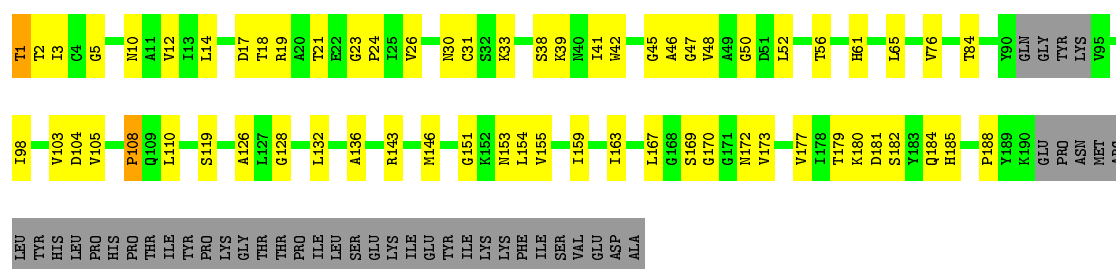 T1 T2 I3 C4 G5 N10 A11 V12 I13 L14 D17 T18 R19 A20 T21 E22 G23 P24 I25 V26 N30 C31 S32 K33 S38 K39 N40 I41 W42 G45 A46 G47 V48 A49 G50 D51 L52 T56 H61 L65 V76 T84 Y90 GLN GLY TYR LYS V95
I98 V103 D104 V105 P108 Q109 L110 S119 A126 L127 G128 L132 A136 R143 M146 G151 K152 N153 L154 V155 I159 I163 L167 G168 S169 G170 G171 N172 V173 V177 I178 T179 K180 D181 S182 Y183 Q184 H185 P188 Y189 K190 GLU PRO ASN MET ARG
LEU TYR HIS LEU PRO HIS PRO THR ILE TYR PRO LYS GLY THR THR PRO ILE LEU SER GLU LYS ILE GLU TYR ILE LYS LYS PHE ILE SER VAL GLU ASP ALA